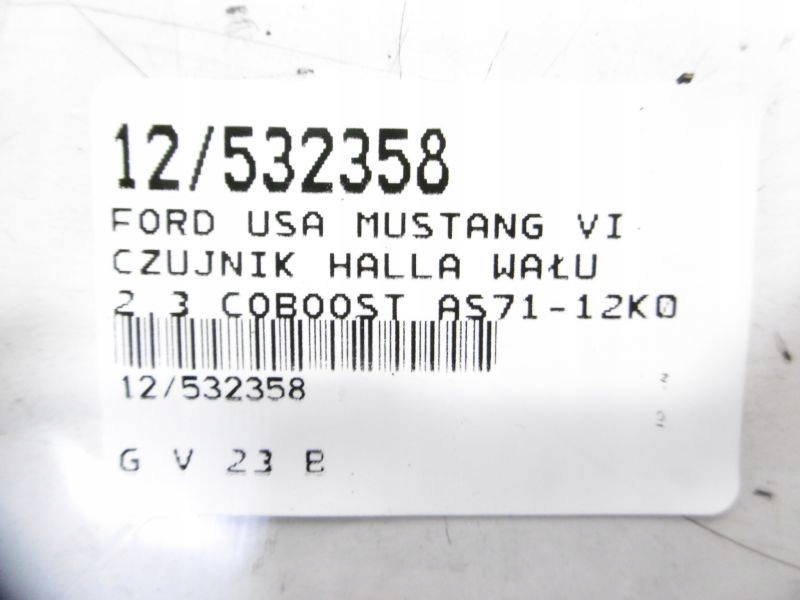 12/532358
FORD USA MUSTANG VI
CZUJNIK HALLA WAŁU
2.3 COBOOST AS71-12K0
12/532358
G V 23 B